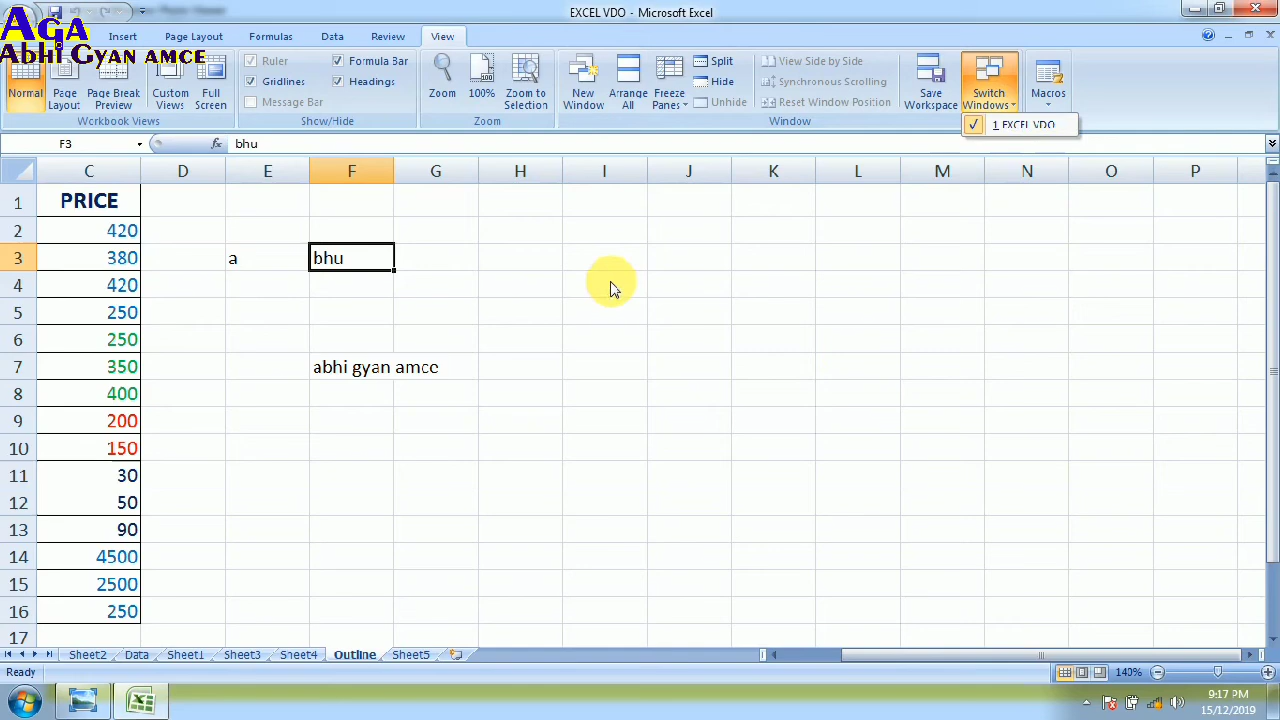 EXCEL VDO - Microsoft Excel
AGA
Abhi Gyan amce
Insert Page Layout Formulas Data Review View
Normal
Page Layout
Page Break Preview
Custom Views
Full Screen
Workbook Views
Ruler
Gridlines
Message Bar
Formula Bar
Headings
Show/Hide
Zoom
100%
Zoom to Selection
Zoom
New Window
Arrange All
Freeze Panes
Split
Hide
Unhide
View Side by Side
Synchronous Scrolling
Reset Window Position
Window
Save Workspace
Switch Windows
Macros
1 EXCEL VDO
F3 fx bhu
C D E F G H I J K L M N O P
1 PRICE
2 420
3 380 a bhu
4 420
5 250
6 250
7 350 abhi gyan amce
8 400
9 200
10 150
11 30
12 50
13 90
14 4500
15 2500
16 250
17
Sheet2 Data Sheet1 Sheet3 Sheet4 Outline Sheet5
Ready 140%
9:17 PM
15/12/2019